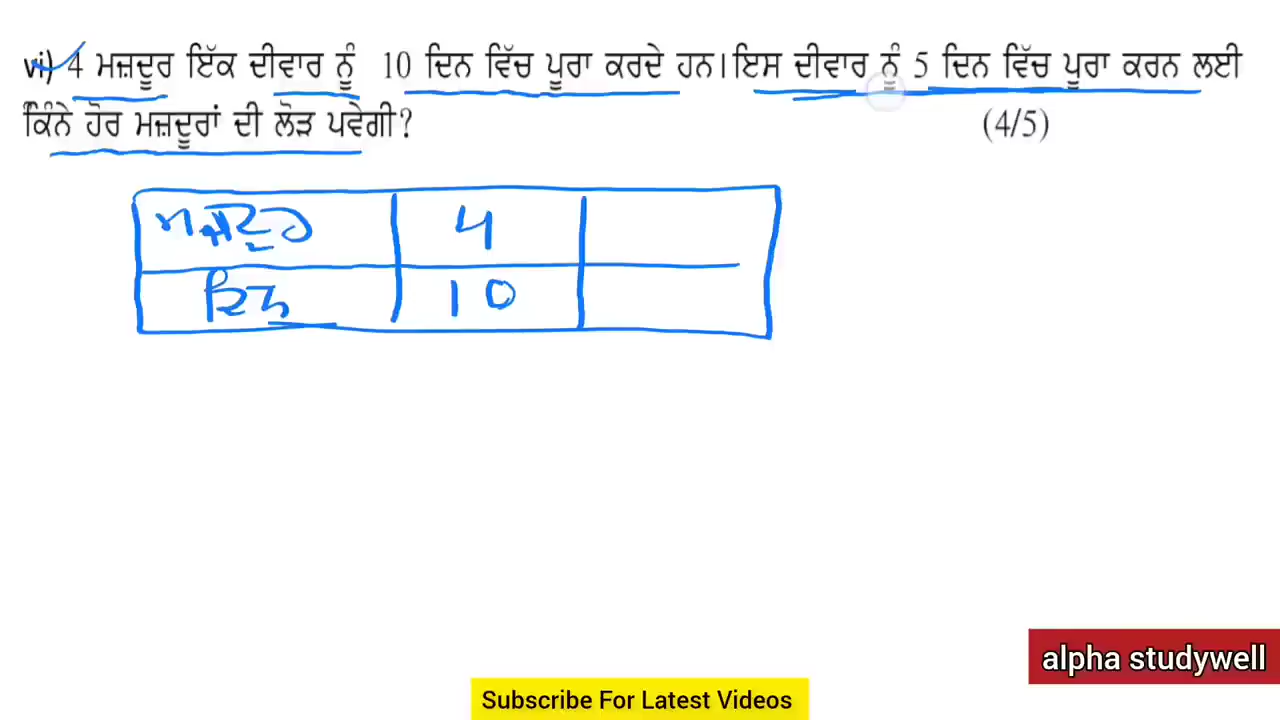 vi) 4 ਮਜ਼ਦੂਰ ਇੱਕ ਦੀਵਾਰ ਨੂੰ 10 ਦਿਨ ਵਿੱਚ ਪੂਰਾ ਕਰਦੇ ਹਨ।ਇਸ ਦੀਵਾਰ ਨੂੰ 5 ਦਿਨ ਵਿੱਚ ਪੂਰਾ ਕਰਨ ਲਈ
ਕਿੰਨੇ ਹੋਰ ਮਜ਼ਦੂਰਾਂ ਦੀ ਲੋੜ ਪਵੇਗੀ? (4/5)
ਮਜ਼ਦੂਰ 4
ਦਿਨ 10
alpha studywell
Subscribe For Latest Videos